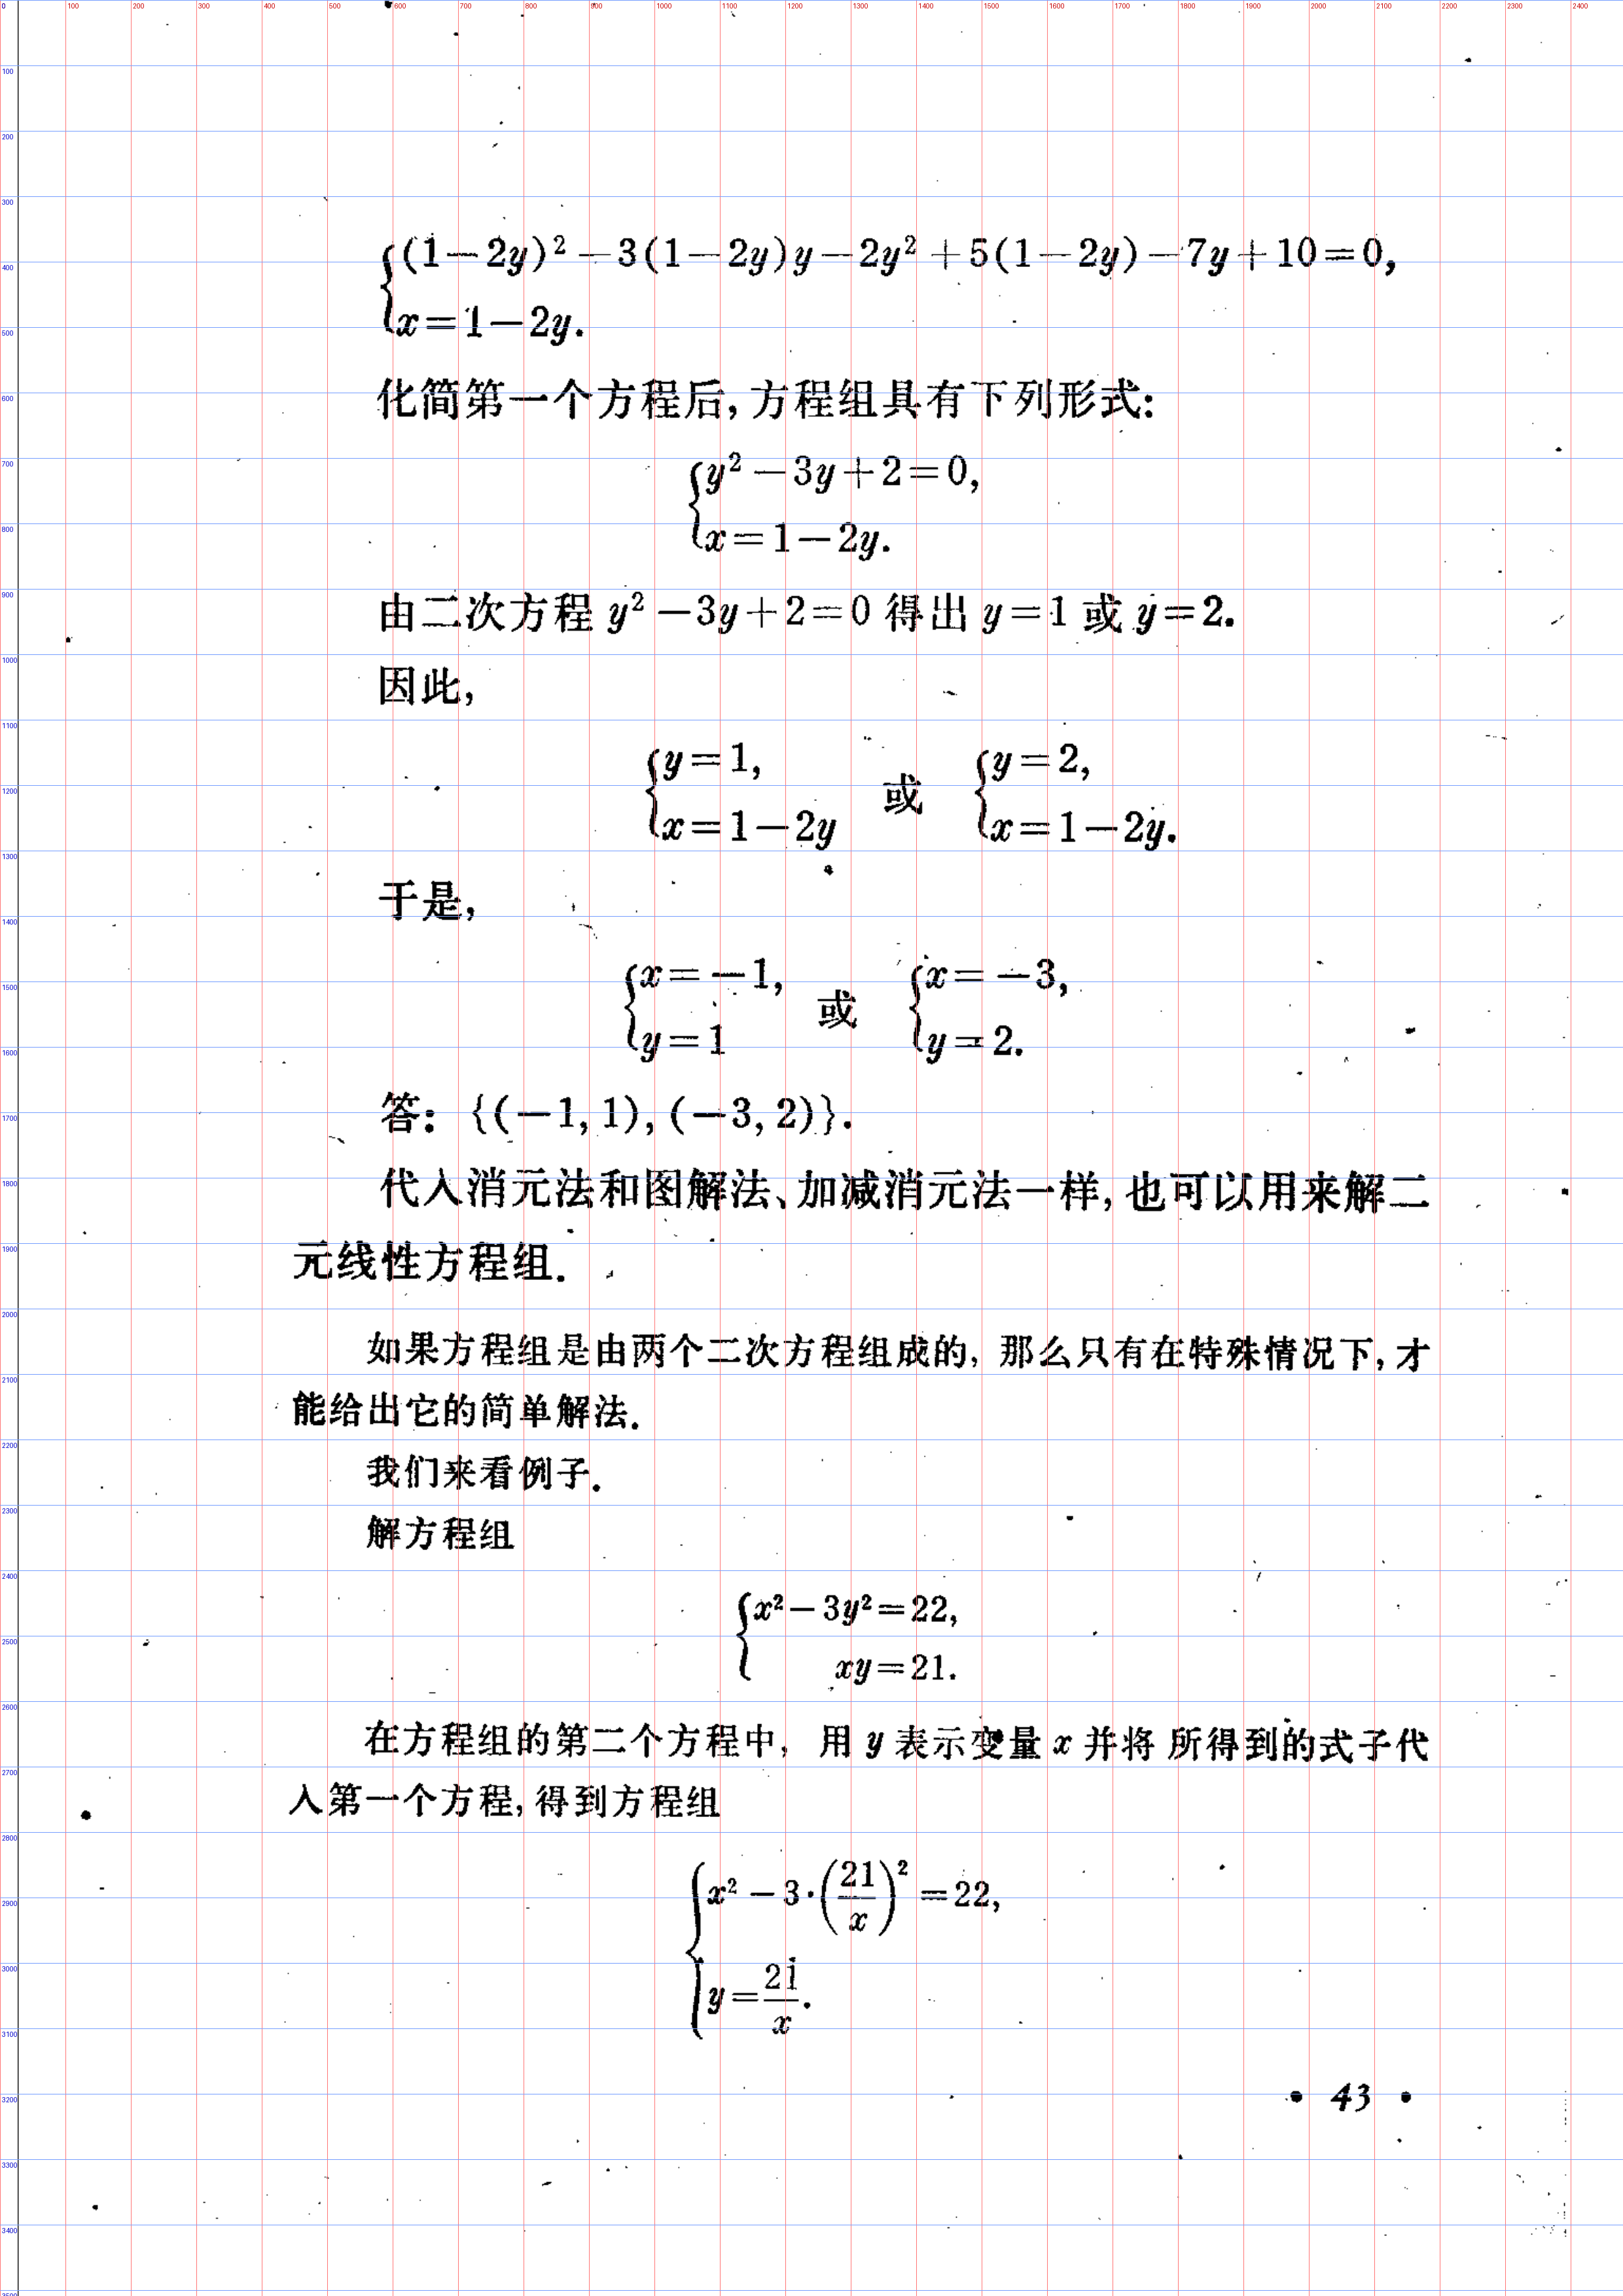 (1−2y)² −3(1−2y)y−2y² +5(1−2y)−7y+10=0,
x=1−2y.
化简第一个方程后,方程组具有下列形式:
y² −3y+2=0,
x=1−2y.
由二次方程 y² −3y+2=0 得出 y=1 或 y=2.
因此,
{y=1, x=1−2y 或 {y=2, x=1−2y.
于是,
{x=−1, y=1 或 {x=−3, y=2.
答: {(−1,1),(−3,2)}.
代入消元法和图解法、加减消元法一样,也可以用来解二
元线性方程组.
如果方程组是由两个二次方程组成的, 那么只有在特殊情况下,才
能给出它的简单解法.
我们来看例子.
解方程组
x²−3y²=22,
xy=21.
在方程组的第二个方程中, 用 y 表示变量 x 并将所得到的式子代
入第一个方程,得到方程组
x² −3·(21/x)² =22,
y=21/x.
• 43 •